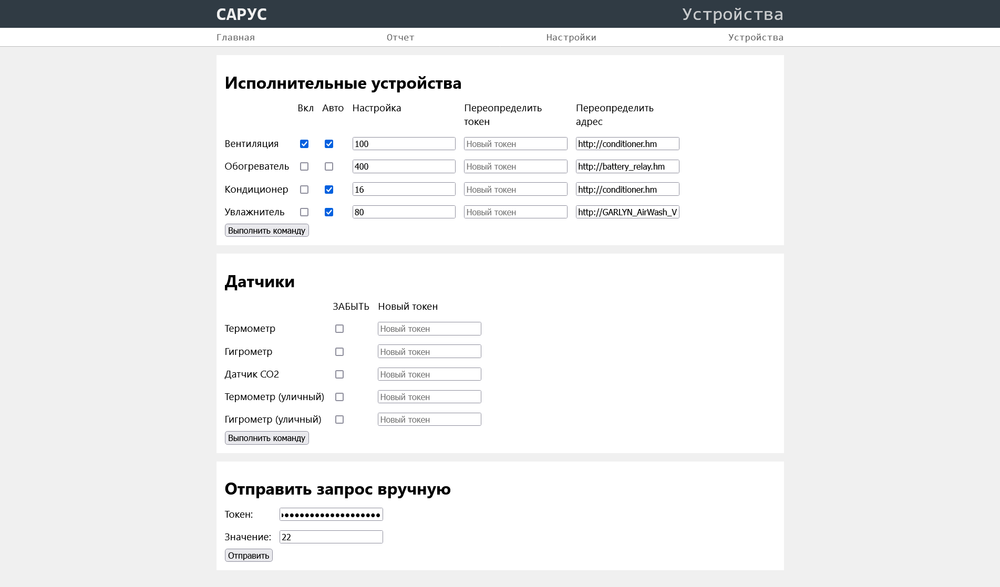 САРУС Устройства
Главная Отчет Настройки Устройства
Исполнительные устройства
Вкл Авто Настройка Переопределить токен Переопределить адрес
Вентиляция 100 Новый токен http://conditioner.hm
Обогреватель 400 Новый токен http://battery_relay.hm
Кондиционер 16 Новый токен http://conditioner.hm
Увлажнитель 80 Новый токен http://GARLYN_AirWash_V
Выполнить команду
Датчики
ЗАБЫТЬ Новый токен
Термометр Новый токен
Гигрометр Новый токен
Датчик CO2 Новый токен
Термометр (уличный) Новый токен
Гигрометр (уличный) Новый токен
Выполнить команду
Отправить запрос вручную
Токен:
Значение: 22
Отправить